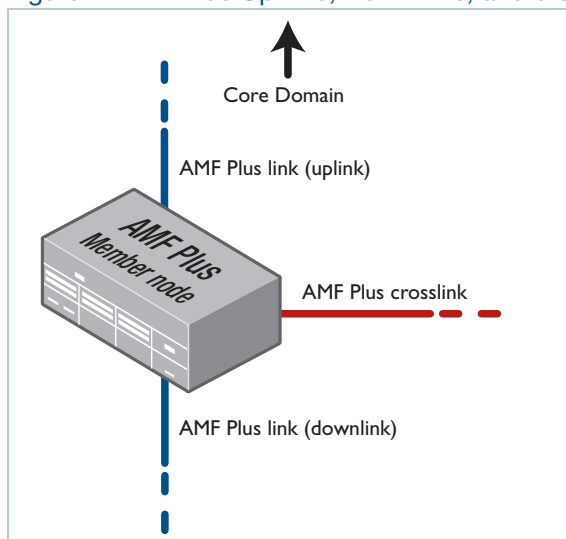 Core Domain
AMF Plus link (uplink)
AMF Plus
Member node
AMF Plus crosslink
AMF Plus link (downlink)